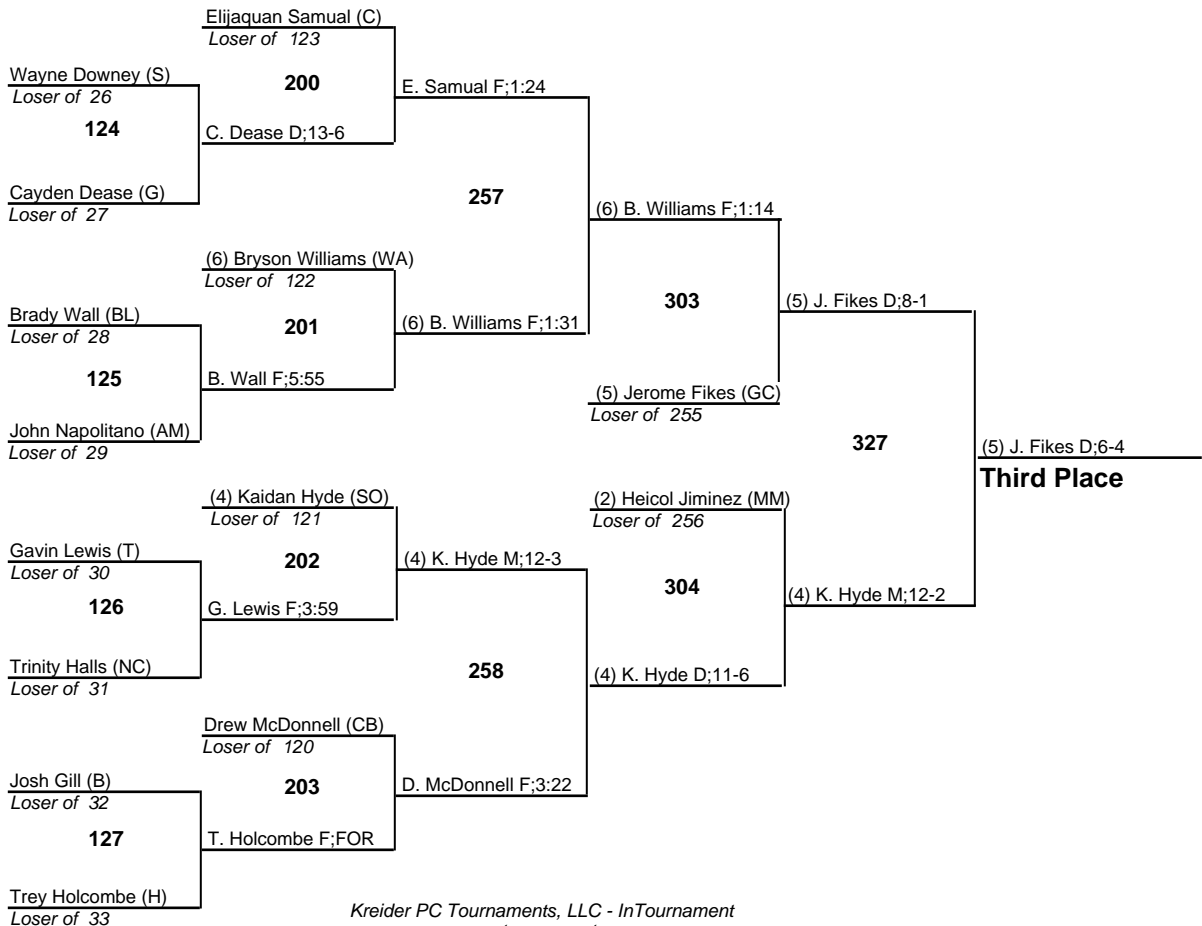 Elijaquan Samual (C)
Loser of 123
Wayne Downey (S)
Loser of 26
200
E. Samual F;1:24
124
C. Dease D;13-6
Cayden Dease (G)
Loser of 27
257
(6) B. Williams F;1:14
(6) Bryson Williams (WA)
Loser of 122
Brady Wall (BL)
Loser of 28
201
(6) B. Williams F;1:31
303
(5) J. Fikes D;8-1
125
B. Wall F;5:55
(5) Jerome Fikes (GC)
Loser of 255
John Napolitano (AM)
Loser of 29
327
(5) J. Fikes D;6-4
Third Place
(4) Kaidan Hyde (SO)
Loser of 121
(2) Heicol Jiminez (MM)
Loser of 256
Gavin Lewis (T)
Loser of 30
202
(4) K. Hyde M;12-3
304
(4) K. Hyde M;12-2
126
G. Lewis F;3:59
Trinity Halls (NC)
Loser of 31
258
(4) K. Hyde D;11-6
Drew McDonnell (CB)
Loser of 120
Josh Gill (B)
Loser of 32
203
D. McDonnell F;3:22
127
T. Holcombe F;FOR
Trey Holcombe (H)
Loser of 33
Kreider PC Tournaments, LLC - InTournament